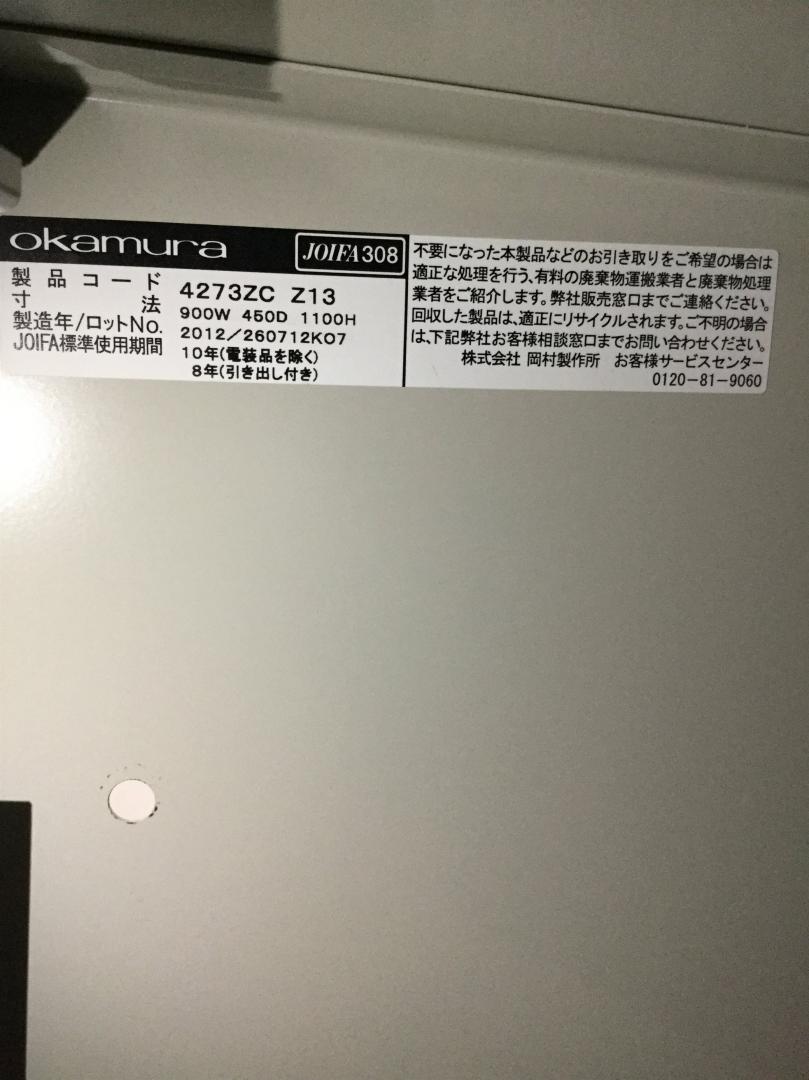 okamura
JOIFA308
製品コード 4273ZC Z13
寸法 900W 450D 1100H
製造年/ロットNo. 2012/260712K07
JOIFA標準使用期間 10年(電装品を除く)
8年(引き出し付き)
不要になった本製品などのお引き取りをご希望の場合は
適正な処理を行う、有料の廃棄物運搬業者と廃棄物処理
業者をご紹介します。弊社販売窓口までご連絡ください。
回収した製品は、適正にリサイクルされます。ご不明の場合
は、下記弊社お客様相談窓口までお問い合わせください。
株式会社 岡村製作所 お客様サービスセンター
0120-81-9060